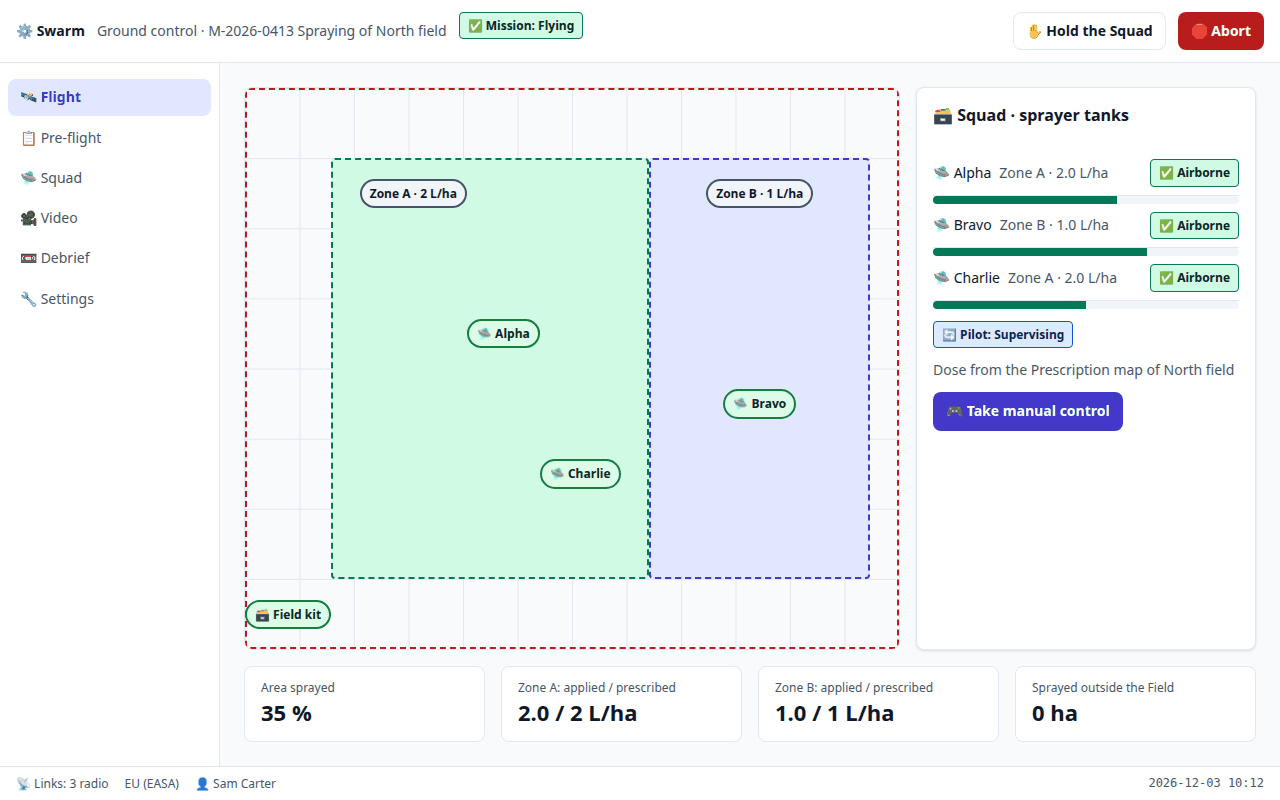 Swarm Ground control · M-2026-0413 Spraying of North field Mission: Flying Hold the Squad Abort
Flight
Pre-flight
Squad
Video
Debrief
Settings
Zone A · 2 L/ha
Zone B · 1 L/ha
Alpha
Bravo
Charlie
Field kit
Squad · sprayer tanks
Alpha Zone A · 2.0 L/ha Airborne
Bravo Zone B · 1.0 L/ha Airborne
Charlie Zone A · 2.0 L/ha Airborne
Pilot: Supervising
Dose from the Prescription map of North field
Take manual control
Area sprayed
35 %
Zone A: applied / prescribed
2.0 / 2 L/ha
Zone B: applied / prescribed
1.0 / 1 L/ha
Sprayed outside the Field
0 ha
Links: 3 radio EU (EASA) Sam Carter 2026-12-03 10:12